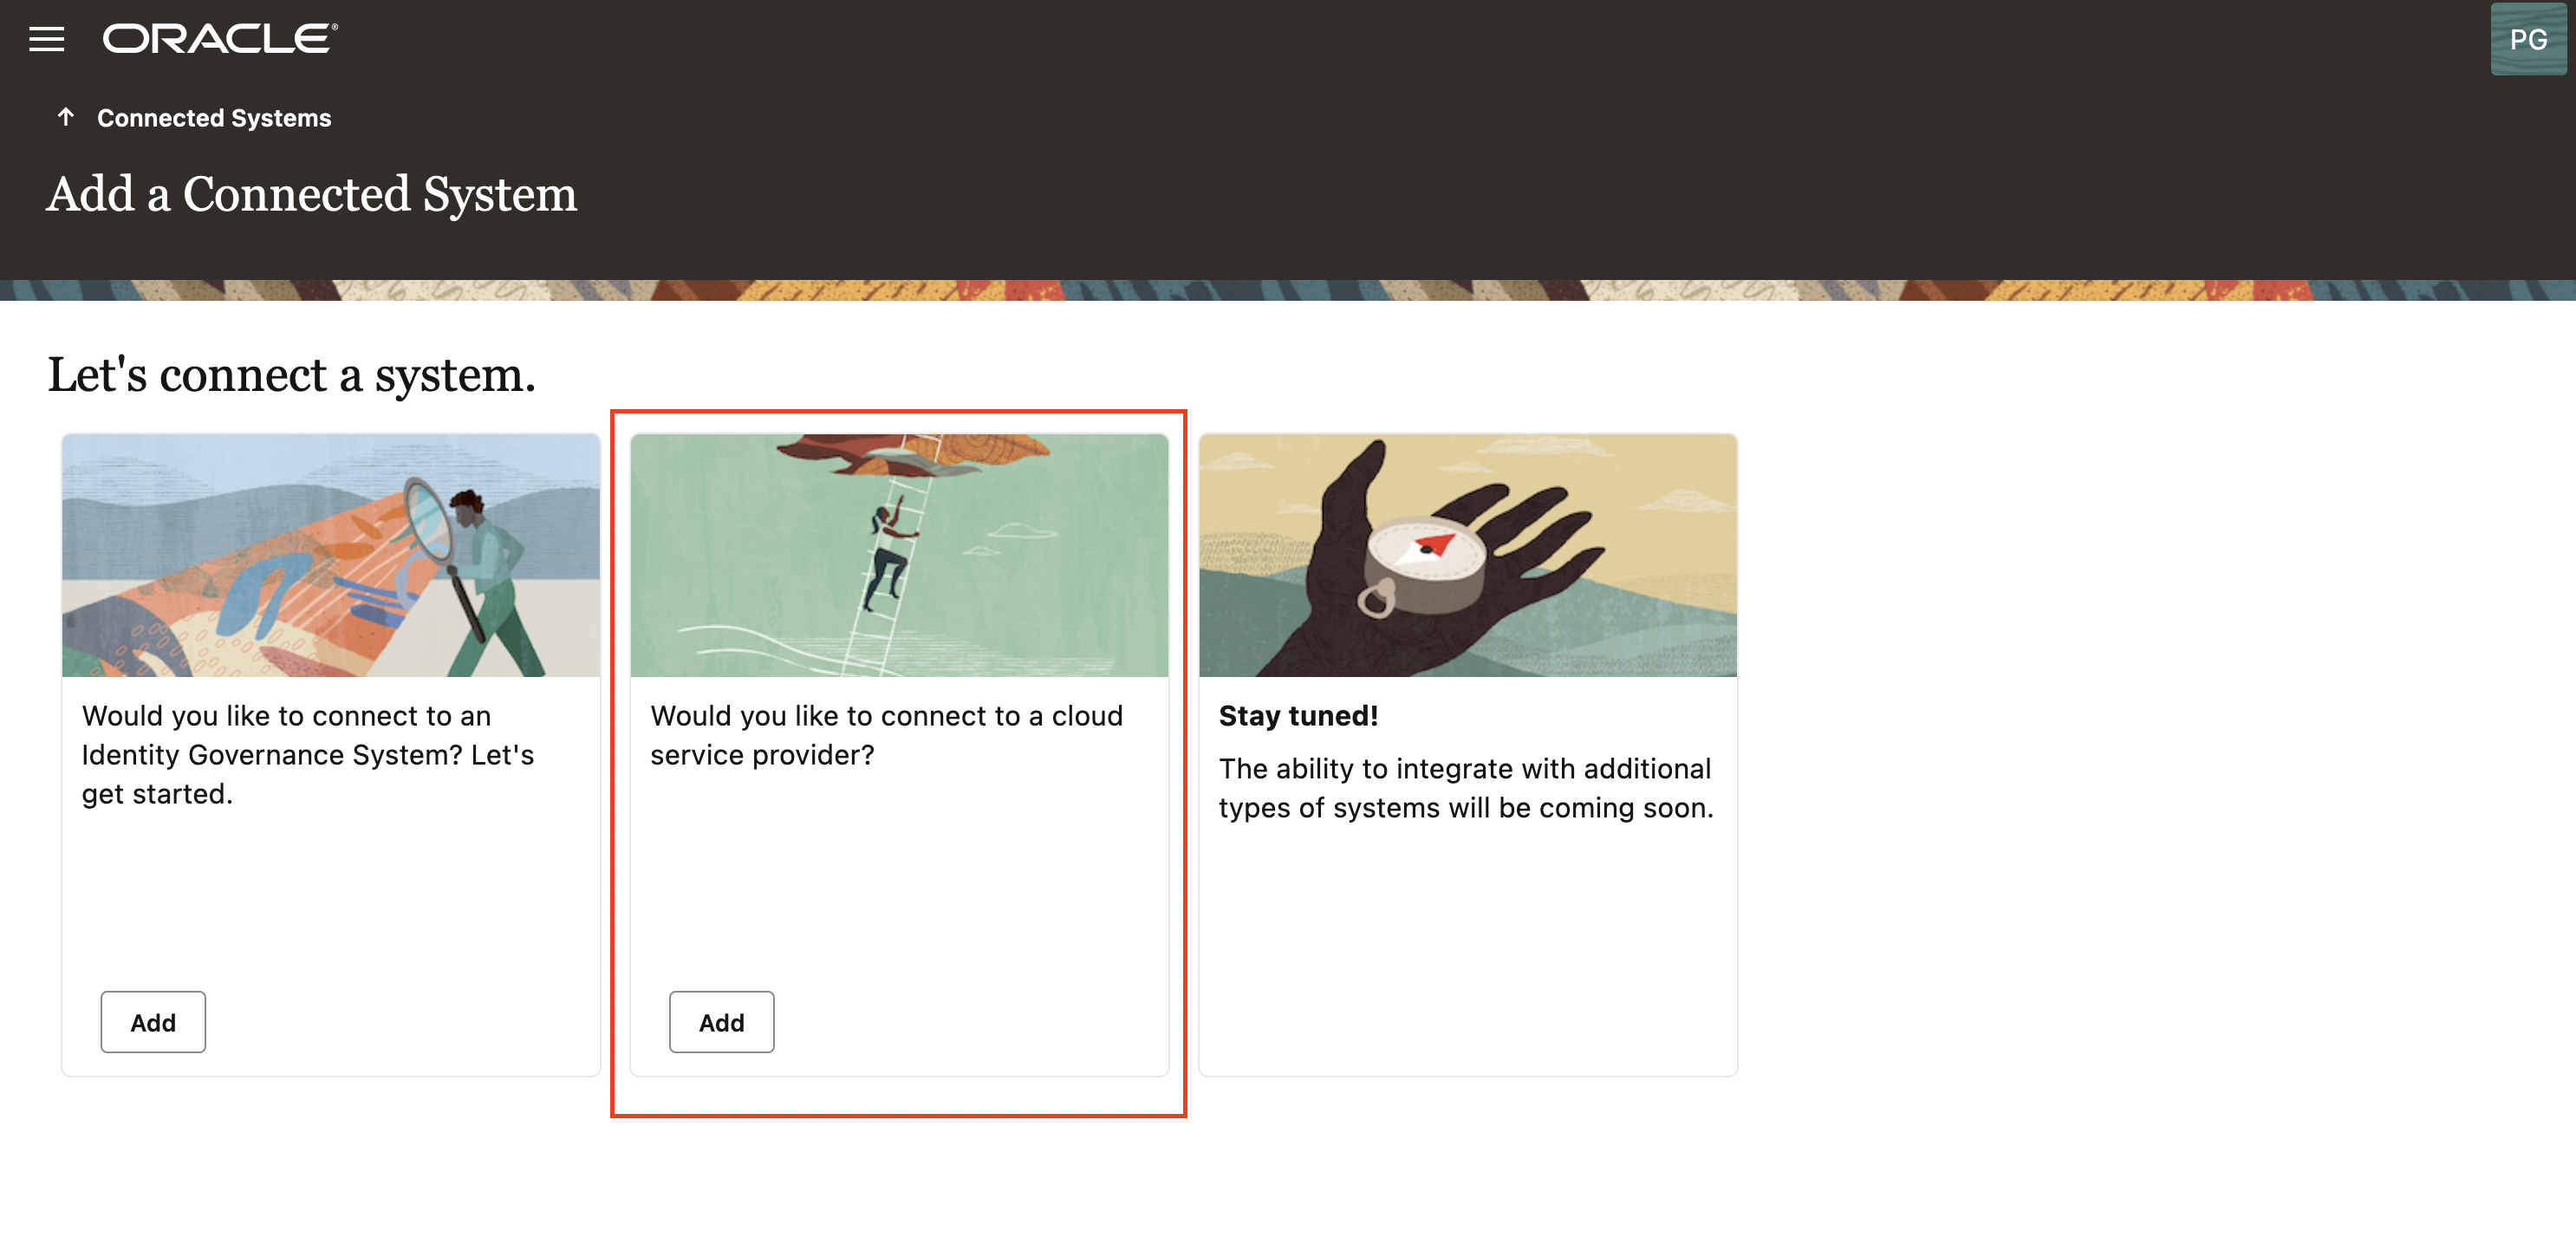 ORACLE®
PG
Connected Systems
Add a Connected System
Let's connect a system.
Would you like to connect to an
Identity Governance System? Let's
get started.
Add
Would you like to connect to a cloud
service provider?
Add
Stay tuned!
The ability to integrate with additional
types of systems will be coming soon.